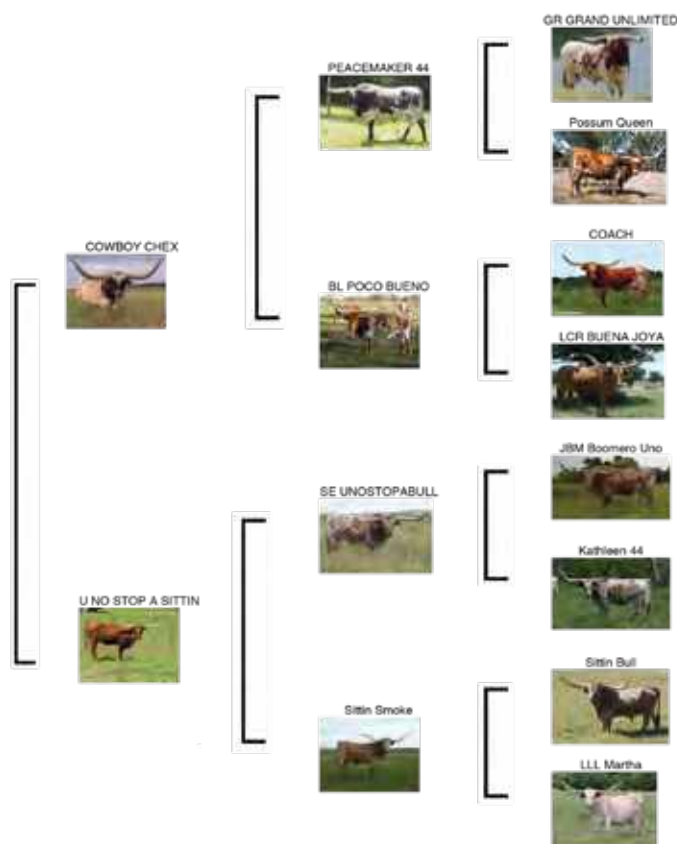 GR GRAND UNLIMITED
PEACEMAKER 44
Possum Queen
COWBOY CHEX
COACH
BL POCO BUENO
LCR BUENA JOYA
JBM Boomero Uno
SE UNOSTOPABULL
Kathleen 44
U NO STOP A SITTIN
Sittin Bull
Sittin Smoke
LLL Martha